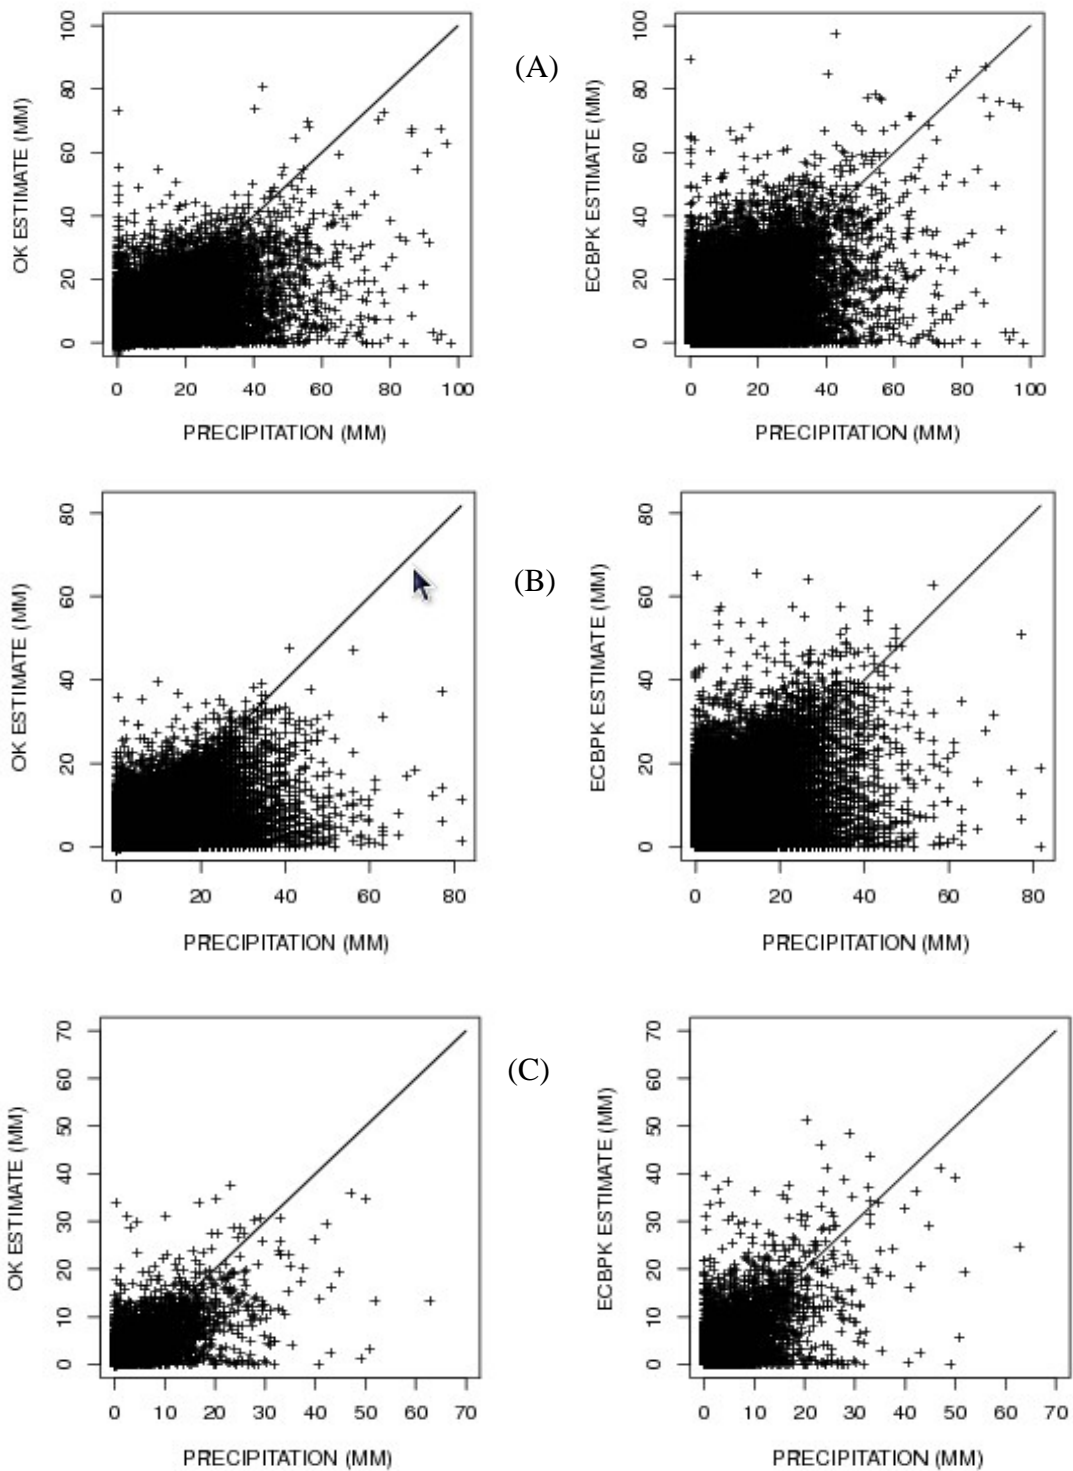 100
80
60
40
20
0
OK ESTIMATE (MM)
0 20 40 60 80 100
PRECIPITATION (MM)
(A)
100
80
60
40
20
0
ECBPK ESTIMATE (MM)
0 20 40 60 80 100
PRECIPITATION (MM)
80
60
40
20
0
OK ESTIMATE (MM)
0 20 40 60 80
PRECIPITATION (MM)
(B)
80
60
40
20
0
ECBPK ESTIMATE (MM)
0 20 40 60 80
PRECIPITATION (MM)
70
60
50
40
30
20
10
0
OK ESTIMATE (MM)
0 10 20 30 40 50 60 70
PRECIPITATION (MM)
(C)
70
60
50
40
30
20
10
0
ECBPK ESTIMATE (MM)
0 10 20 30 40 50 60 70
PRECIPITATION (MM)